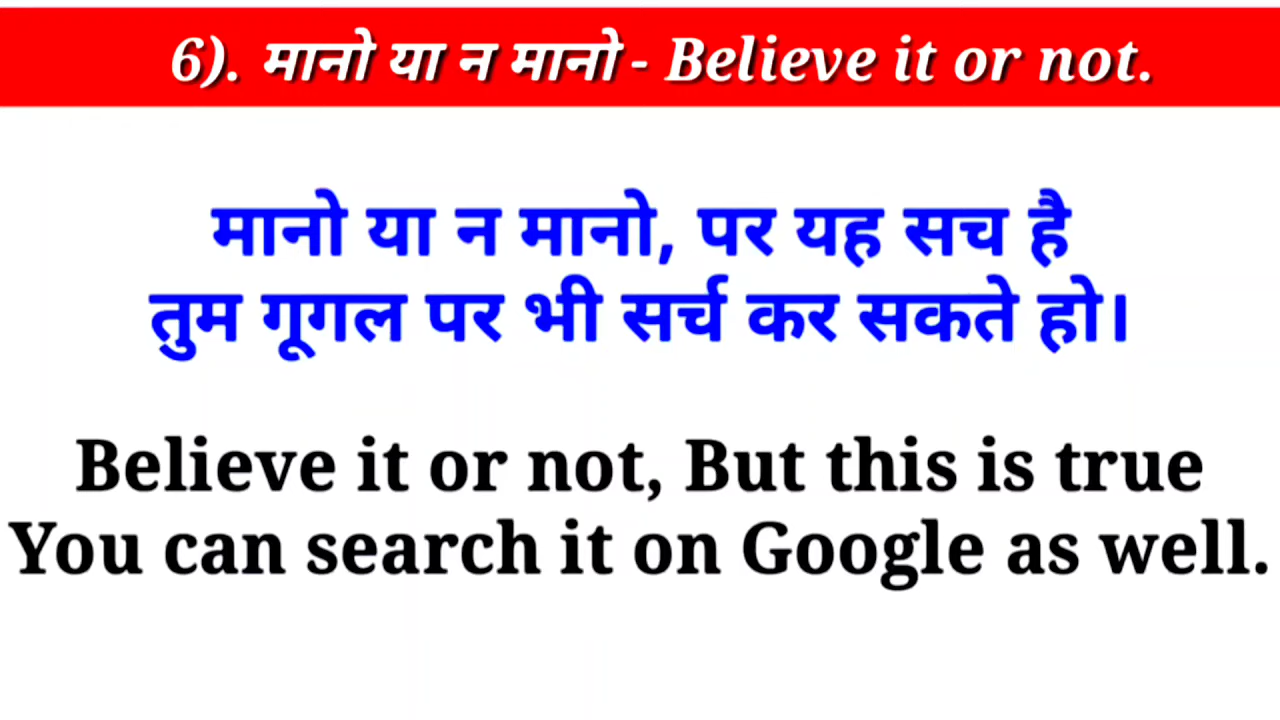 6). मानो या न मानो - Believe it or not.
मानो या न मानो, पर यह सच है
तुम गूगल पर भी सर्च कर सकते हो।
Believe it or not, But this is true
You can search it on Google as well.